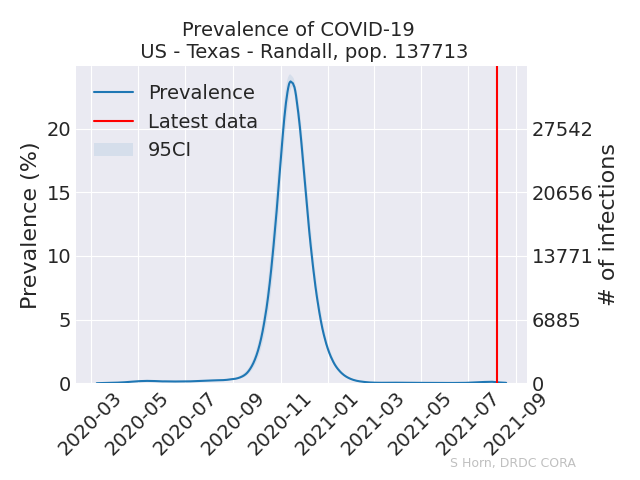 Prevalence of COVID-19
US - Texas - Randall, pop. 137713
Prevalence
Latest data
95CI
Prevalence (%)
20
15
10
5
0
27542
20656
13771
6885
0
# of infections
2020-03
2020-05
2020-07
2020-09
2020-11
2021-01
2021-03
2021-05
2021-07
2021-09
S Horn, DRDC CORA